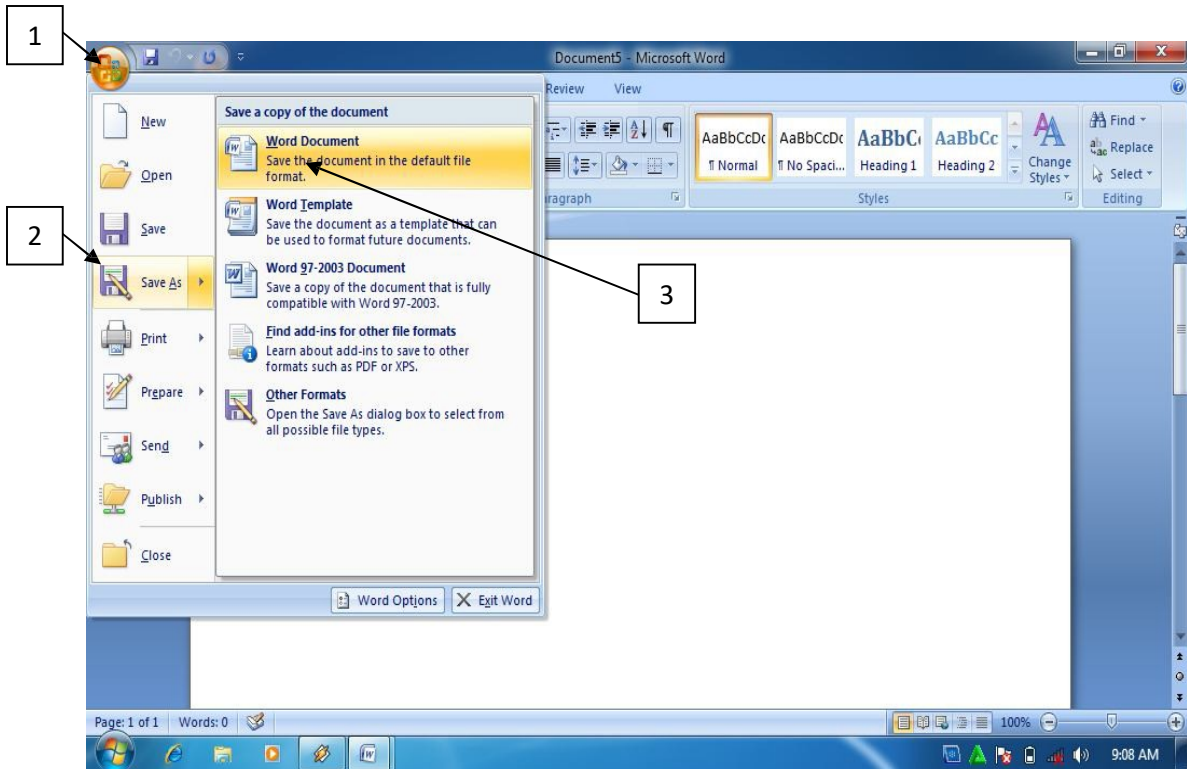 1
Document5 - Microsoft Word
Review View
New
Open
Save
Save As
Print
Prepare
Send
Publish
Close
Save a copy of the document
Word Document
Save the document in the default file
format.
Word Template
Save the document as a template that can
be used to format future documents.
Word 97-2003 Document
Save a copy of the document that is fully
compatible with Word 97-2003.
Find add-ins for other file formats
Learn about add-ins to save to other
formats such as PDF or XPS.
Other Formats
Open the Save As dialog box to select from
all possible file types.
Word Options Exit Word
AaBbCcDc AaBbCcDc AaBbC AaBbCc
¶ Normal ¶ No Spaci... Heading 1 Heading 2
Change
Styles
Styles
Find
Replace
Select
Editing
ragraph
2
3
Page: 1 of 1 Words: 0 100%
9:08 AM